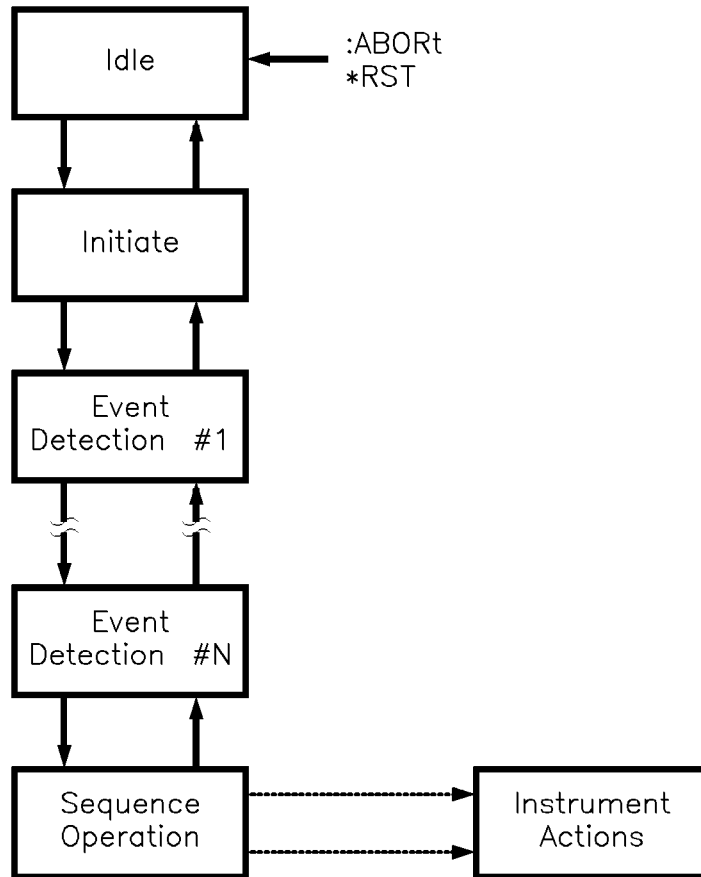 Idle
:ABORt
*RST
Initiate
Event
Detection #1
Event
Detection #N
Sequence
Operation
Instrument
Actions